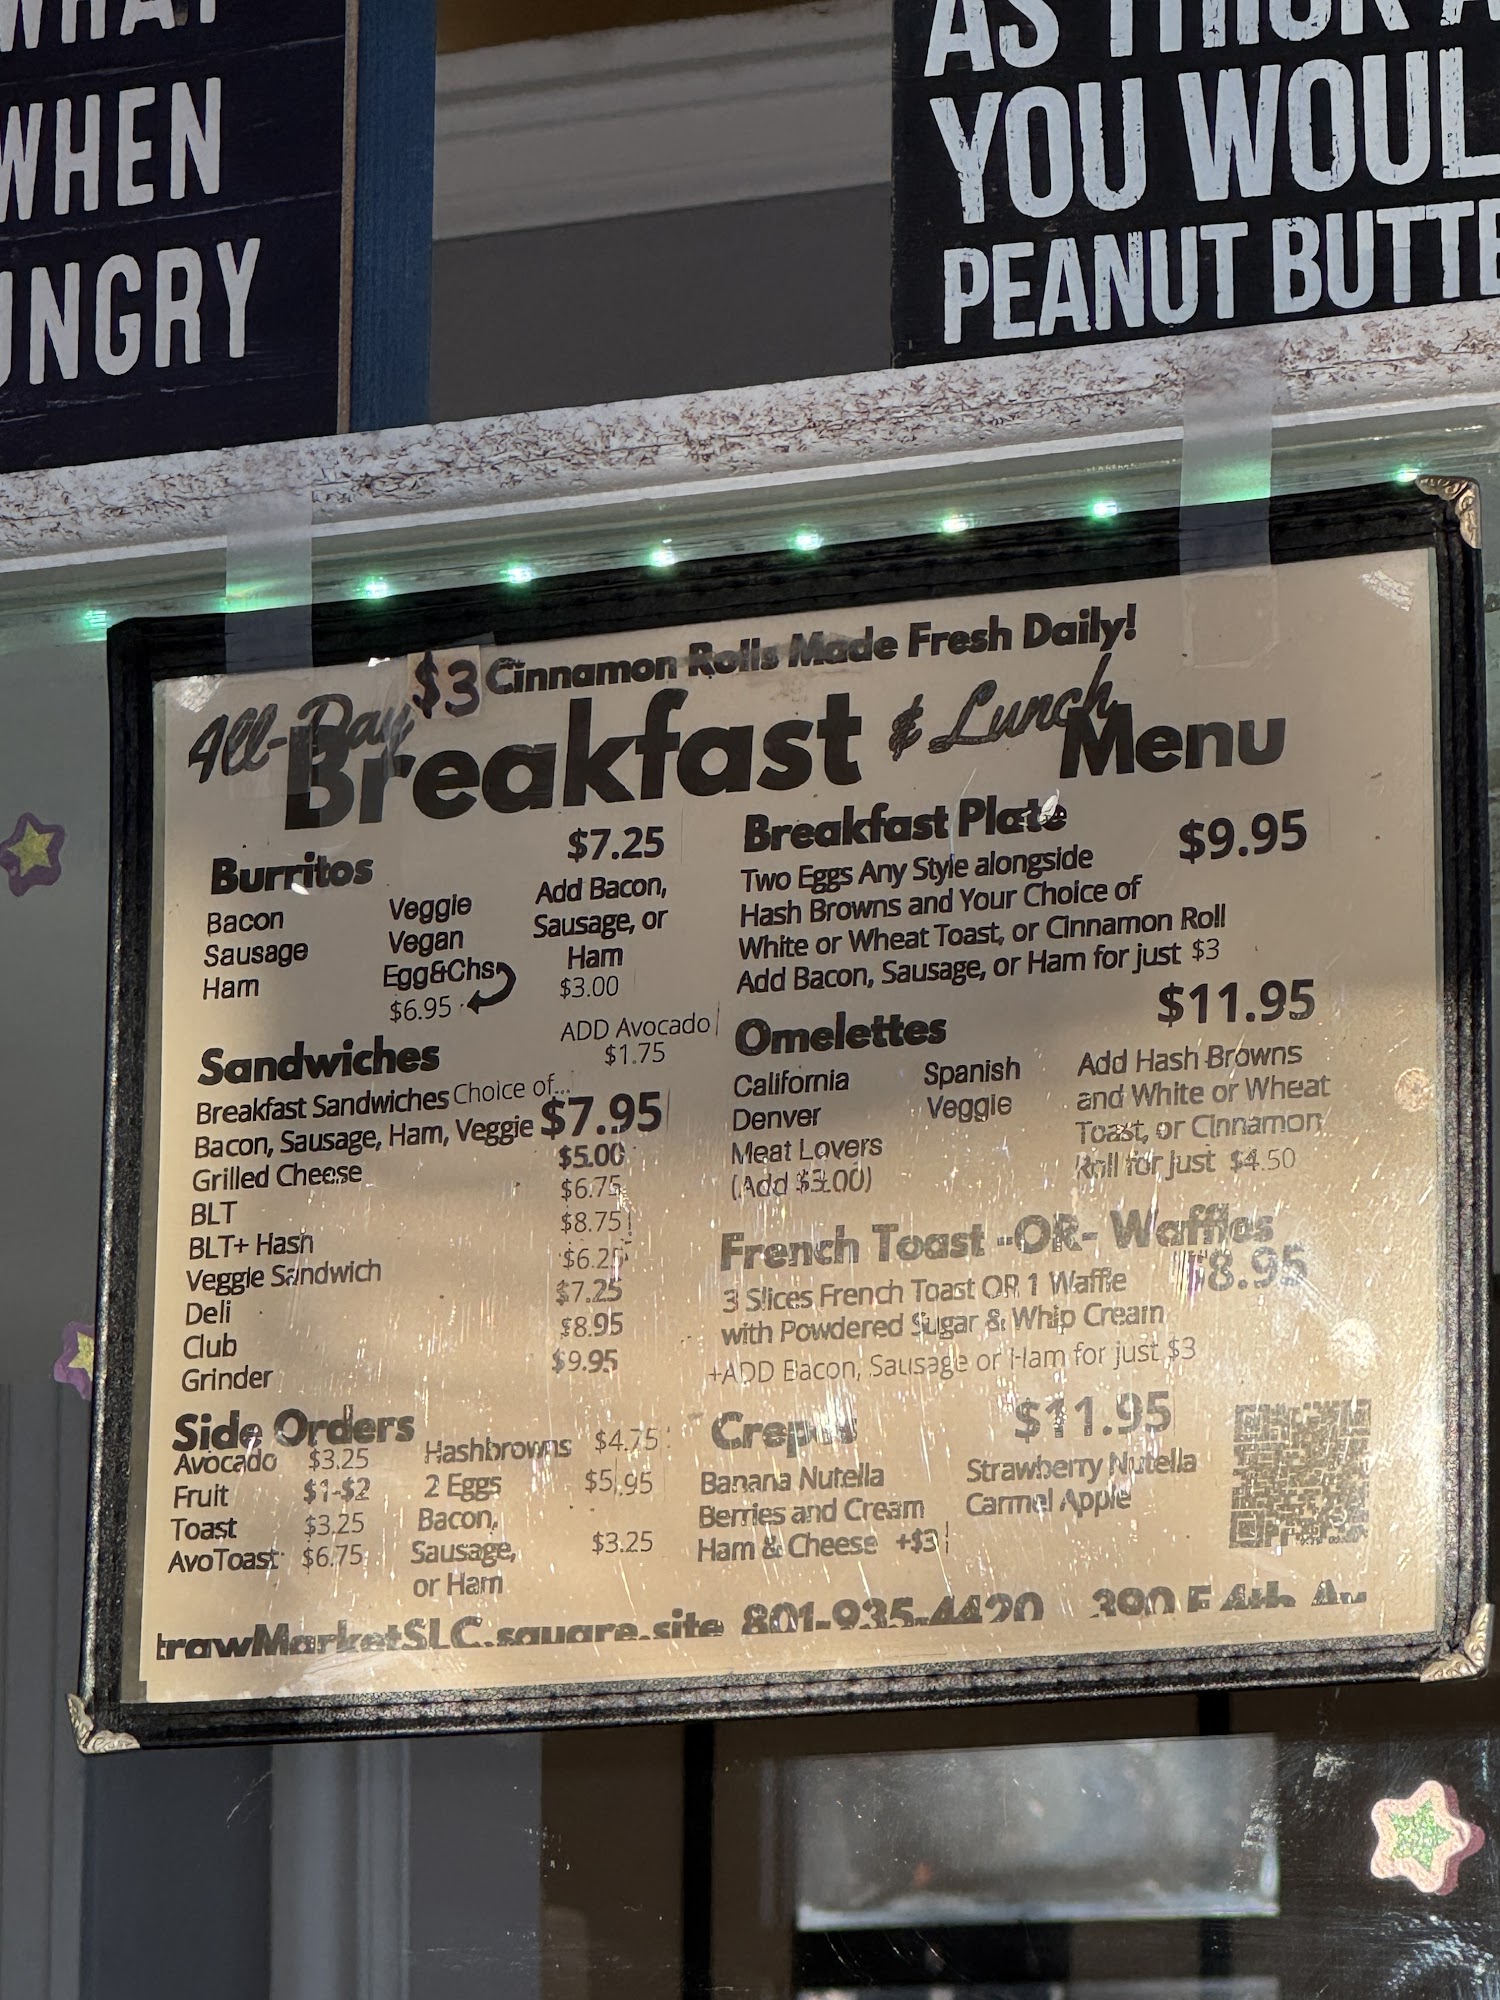 WHAT
WHEN
UNGRY
AS THICK A
YOU WOUL
PEANUT BUTTE
$3 Cinnamon Rolls Made Fresh Daily!
All-Day Breakfast & Lunch Menu
Burritos $7.25
Bacon
Sausage
Ham
Veggie
Vegan
Egg&Chs
$6.95
Add Bacon,
Sausage, or
Ham
$3.00
ADD Avocado
$1.75
Sandwiches
Breakfast Sandwiches Choice of...
Bacon, Sausage, Ham, Veggie $7.95
Grilled Cheese $5.00
BLT $6.75
BLT+ Hash $8.75
Veggie Sandwich $6.25
Deli $7.25
Club $8.95
Grinder $9.95
Side Orders
Avocado $3.25
Fruit $1-$2
Toast $3.25
AvoToast $6.75
Hashbrowns $4.75
2 Eggs $5.95
Bacon,
Sausage, $3.25
or Ham
Breakfast Plate $9.95
Two Eggs Any Style alongside
Hash Browns and Your Choice of
White or Wheat Toast, or Cinnamon Roll
Add Bacon, Sausage, or Ham for just $3
Omelettes $11.95
California
Denver
Meat Lovers
(Add $3.00)
Spanish
Veggie
Add Hash Browns
and White or Wheat
Toast, or Cinnamon
Roll for just $4.50
French Toast -OR- Waffles
$8.95
3 Slices French Toast OR 1 Waffle
with Powdered Sugar & Whip Cream
+ADD Bacon, Sausage or Ham for just $3
Crepes $11.95
Banana Nutella
Berries and Cream
Ham & Cheese +$3
Strawberry Nutella
Carmel Apple
trawMarketSLC.square.site 801-935-4420 390 E 4th Av